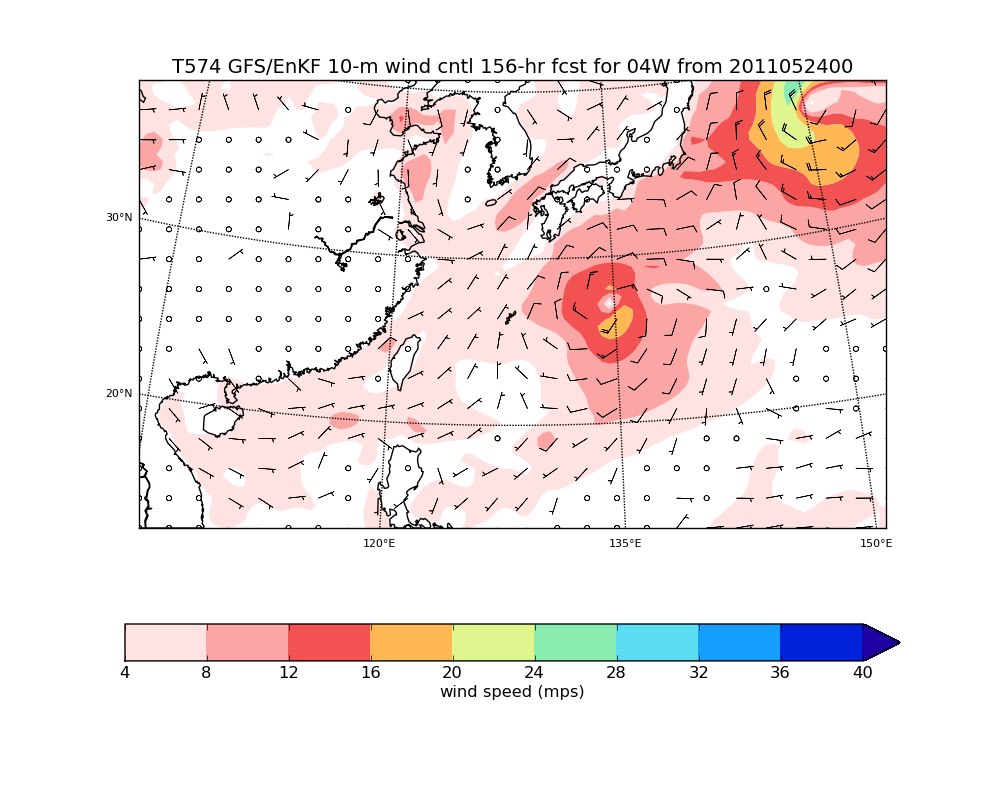 T574 GFS/EnKF 10-m wind cntl 156-hr fcst for 04W from 2011052400
30°N
20°N
120°E 135°E 150°E
4 8 12 16 20 24 28 32 36 40
wind speed (mps)